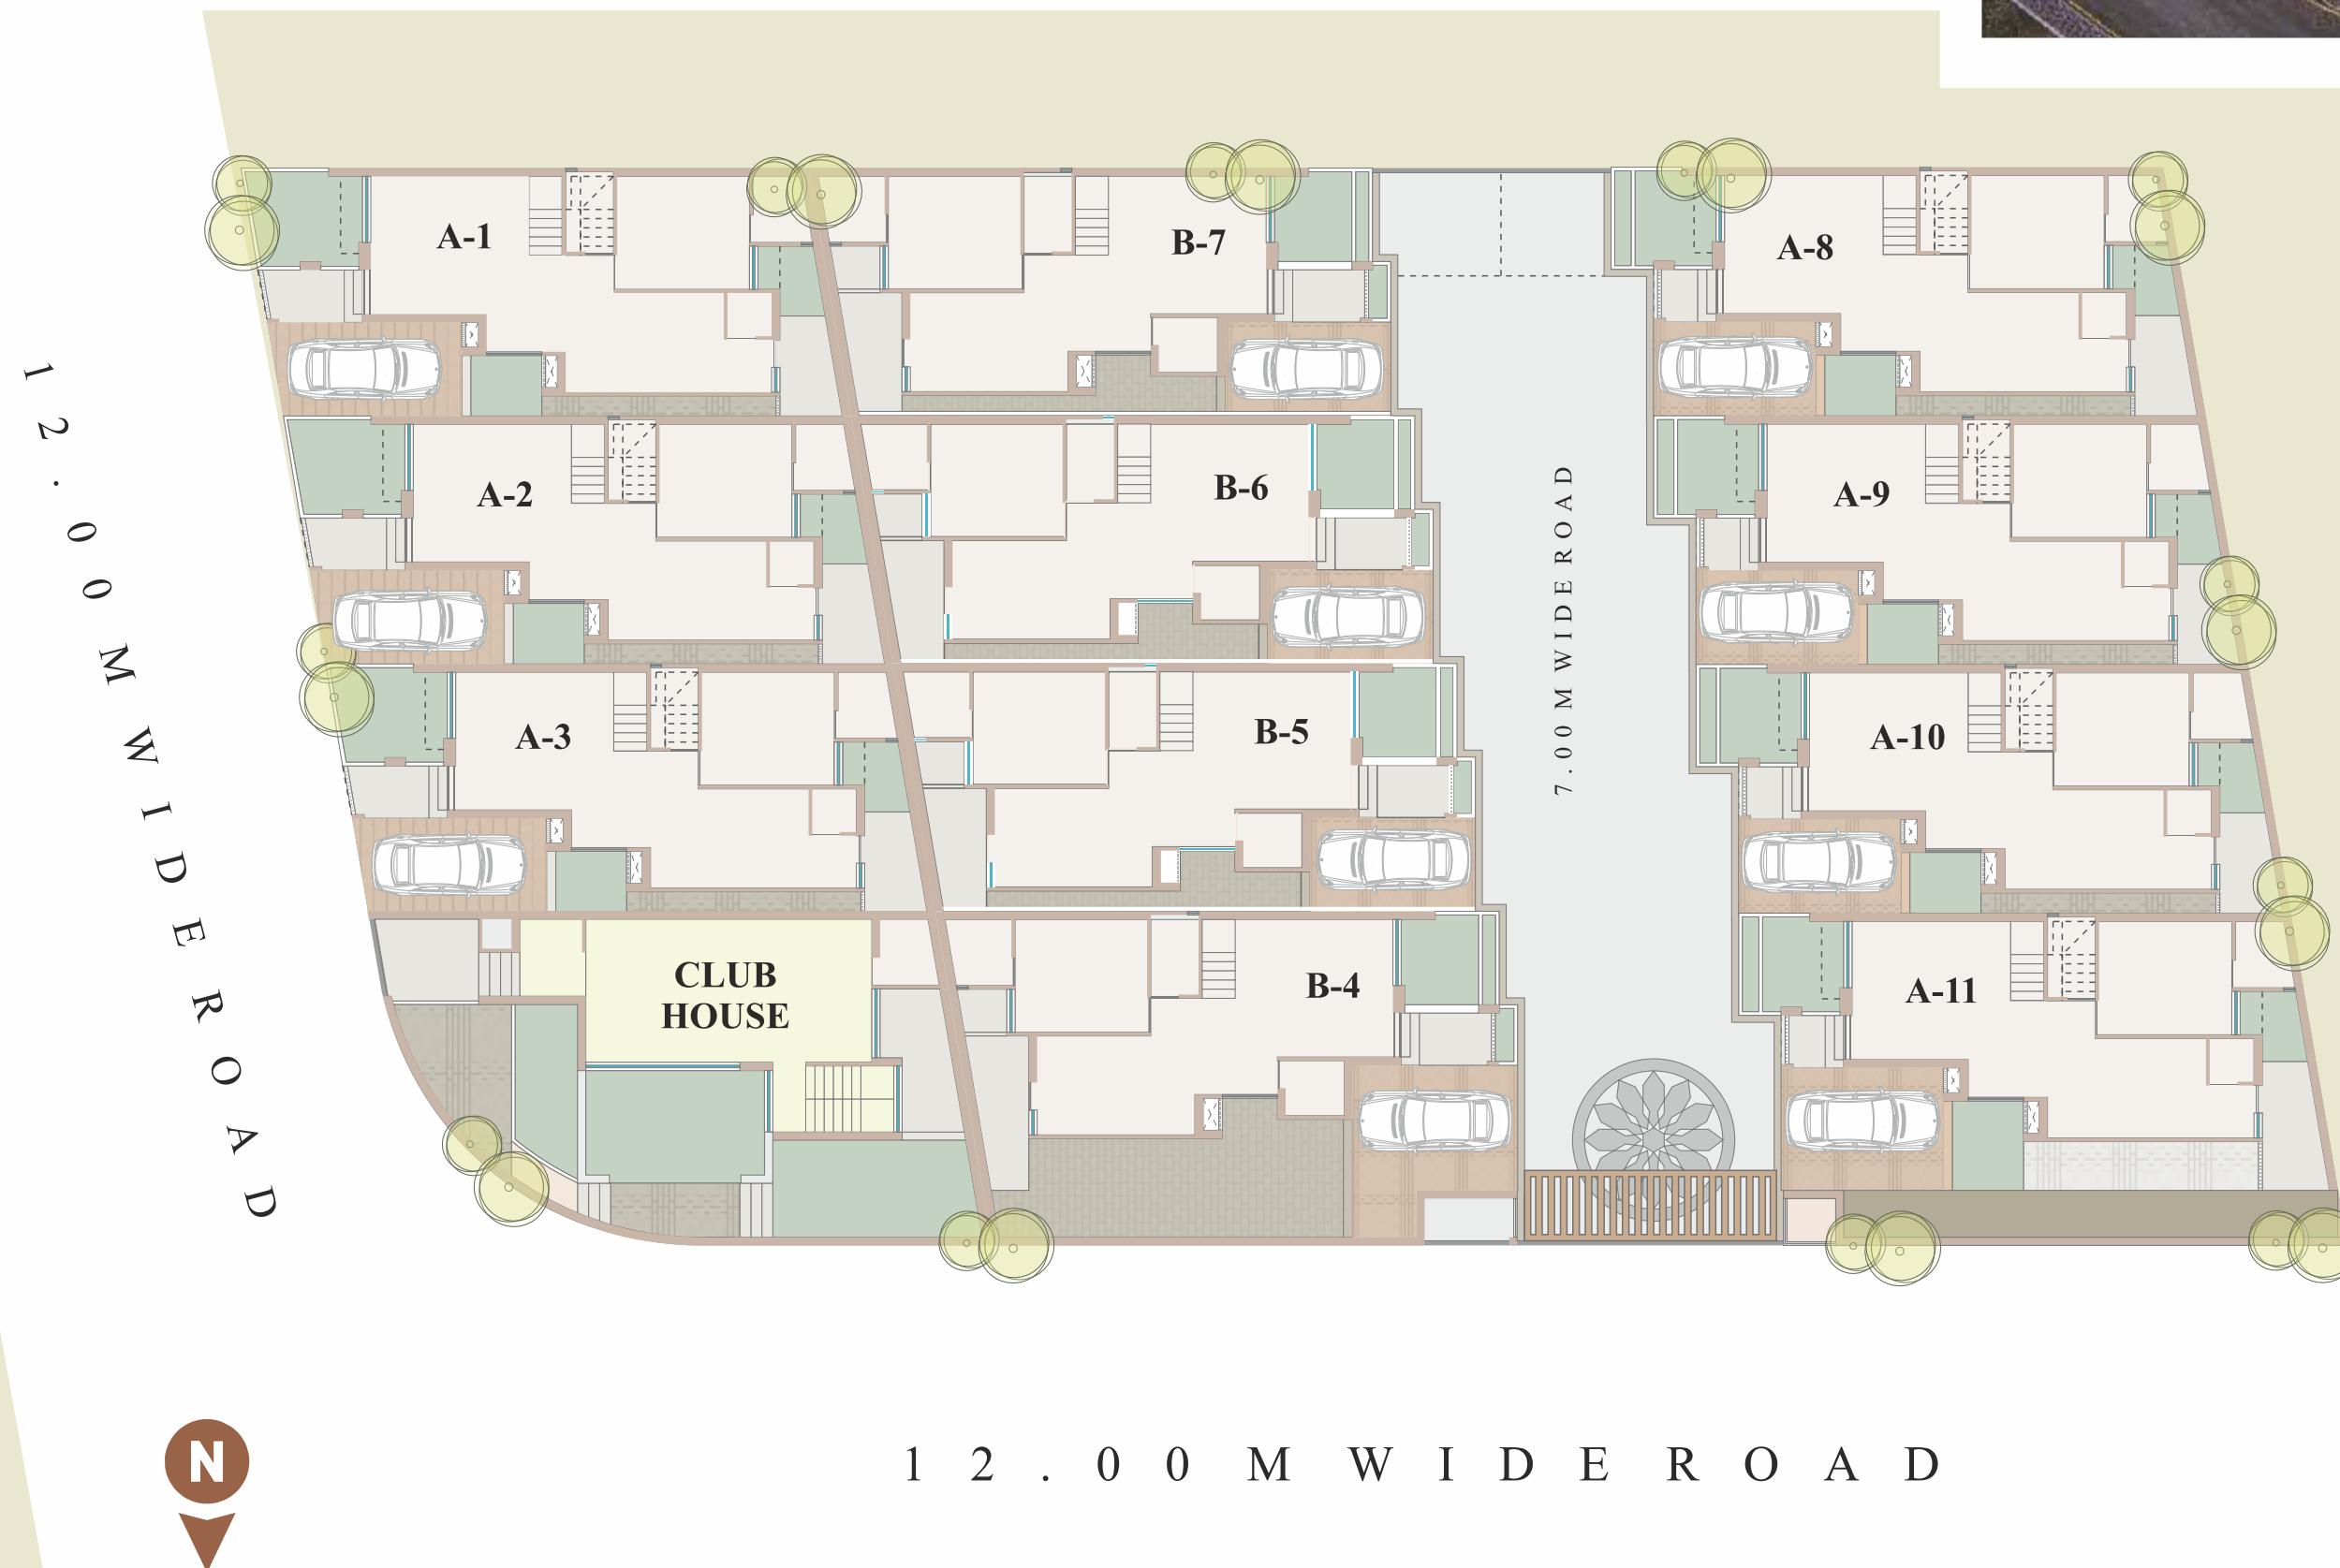 A-1
B-7
A-8
A-2
B-6
A-9
A-3
B-5
A-10
CLUB
HOUSE
B-4
A-11
7.00 M WIDE ROAD
12.00 M WIDE ROAD
12.00 M WIDE ROAD
N